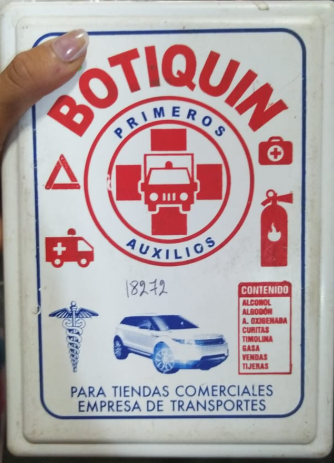 BOTIQUIN
PRIMEROS
AUXILIOS
18272
CONTENIDO
ALCOHOL
ALGODÓN
A. OXIGENADA
CURITAS
TIMOLINA
GASA
VENDAS
TIJERAS
PARA TIENDAS COMERCIALES
EMPRESA DE TRANSPORTES